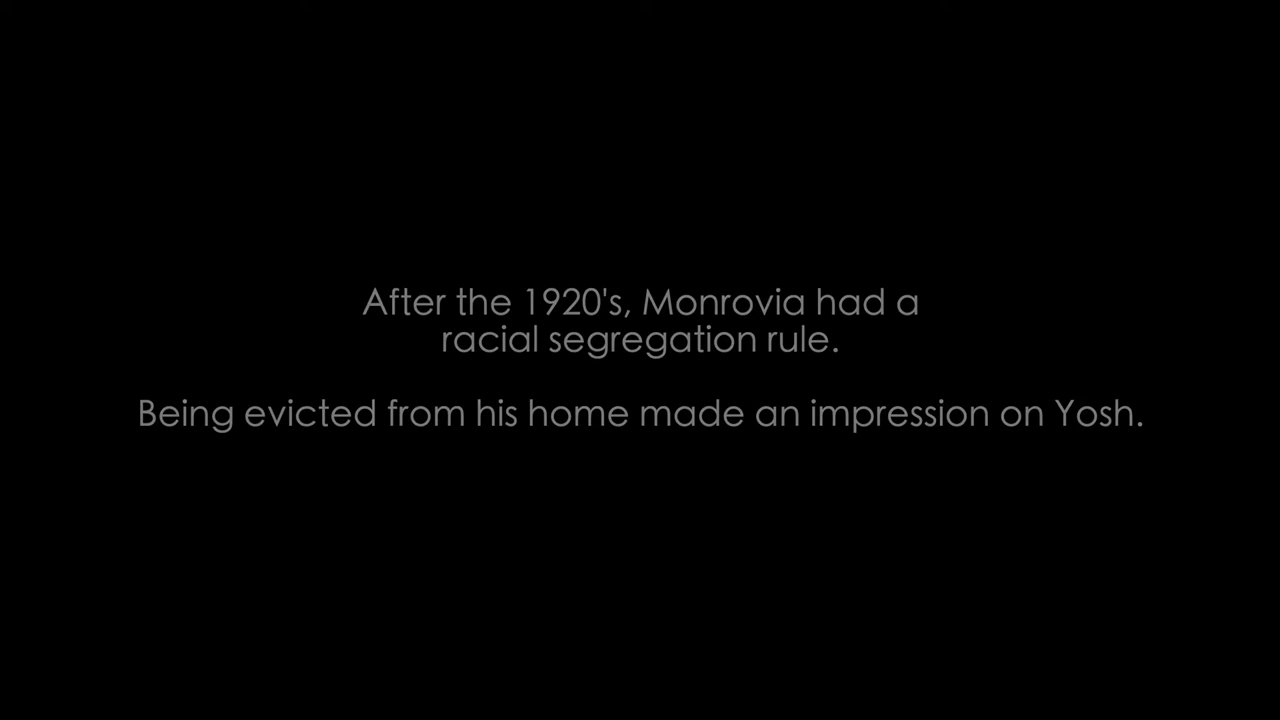 After the 1920's, Monrovia had a
racial segregation rule.
Being evicted from his home made an impression on Yosh.